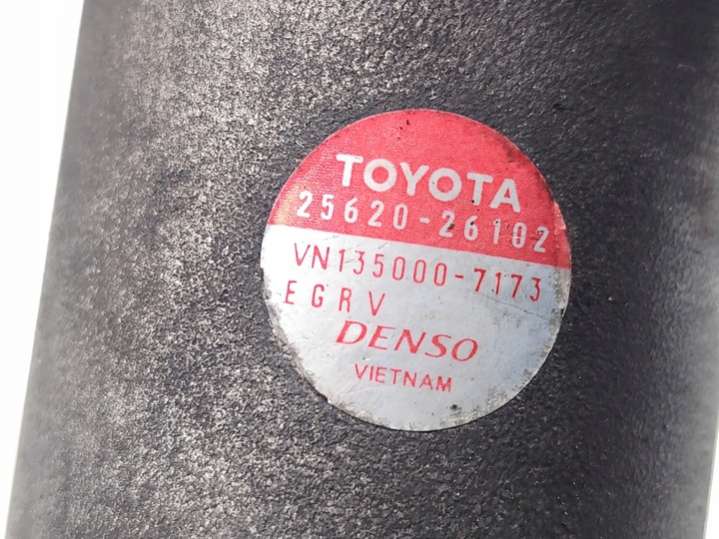 TOYOTA
25620-26102
VN135000-7173
EGRV
DENSO
VIETNAM